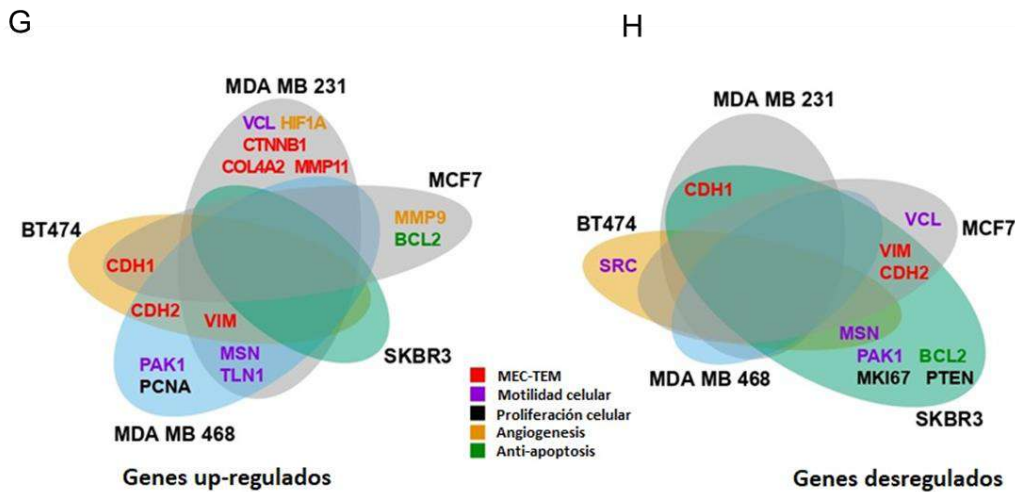 G
MDA MB 231
VCL HIF1A
CTNNB1
COL4A2 MMP11
MCF7
MMP9
BCL2
BT474
CDH1
CDH2
VIM
PAK1
PCNA
MSN
TLN1
SKBR3
MDA MB 468
Genes up-regulados
MEC-TEM
Motilidad celular
Proliferación celular
Angiogenesis
Anti-apoptosis
H
MDA MB 231
CDH1
BT474
SRC
VCL
MCF7
VIM
CDH2
MSN
PAK1 BCL2
MKI67 PTEN
MDA MB 468
SKBR3
Genes desregulados